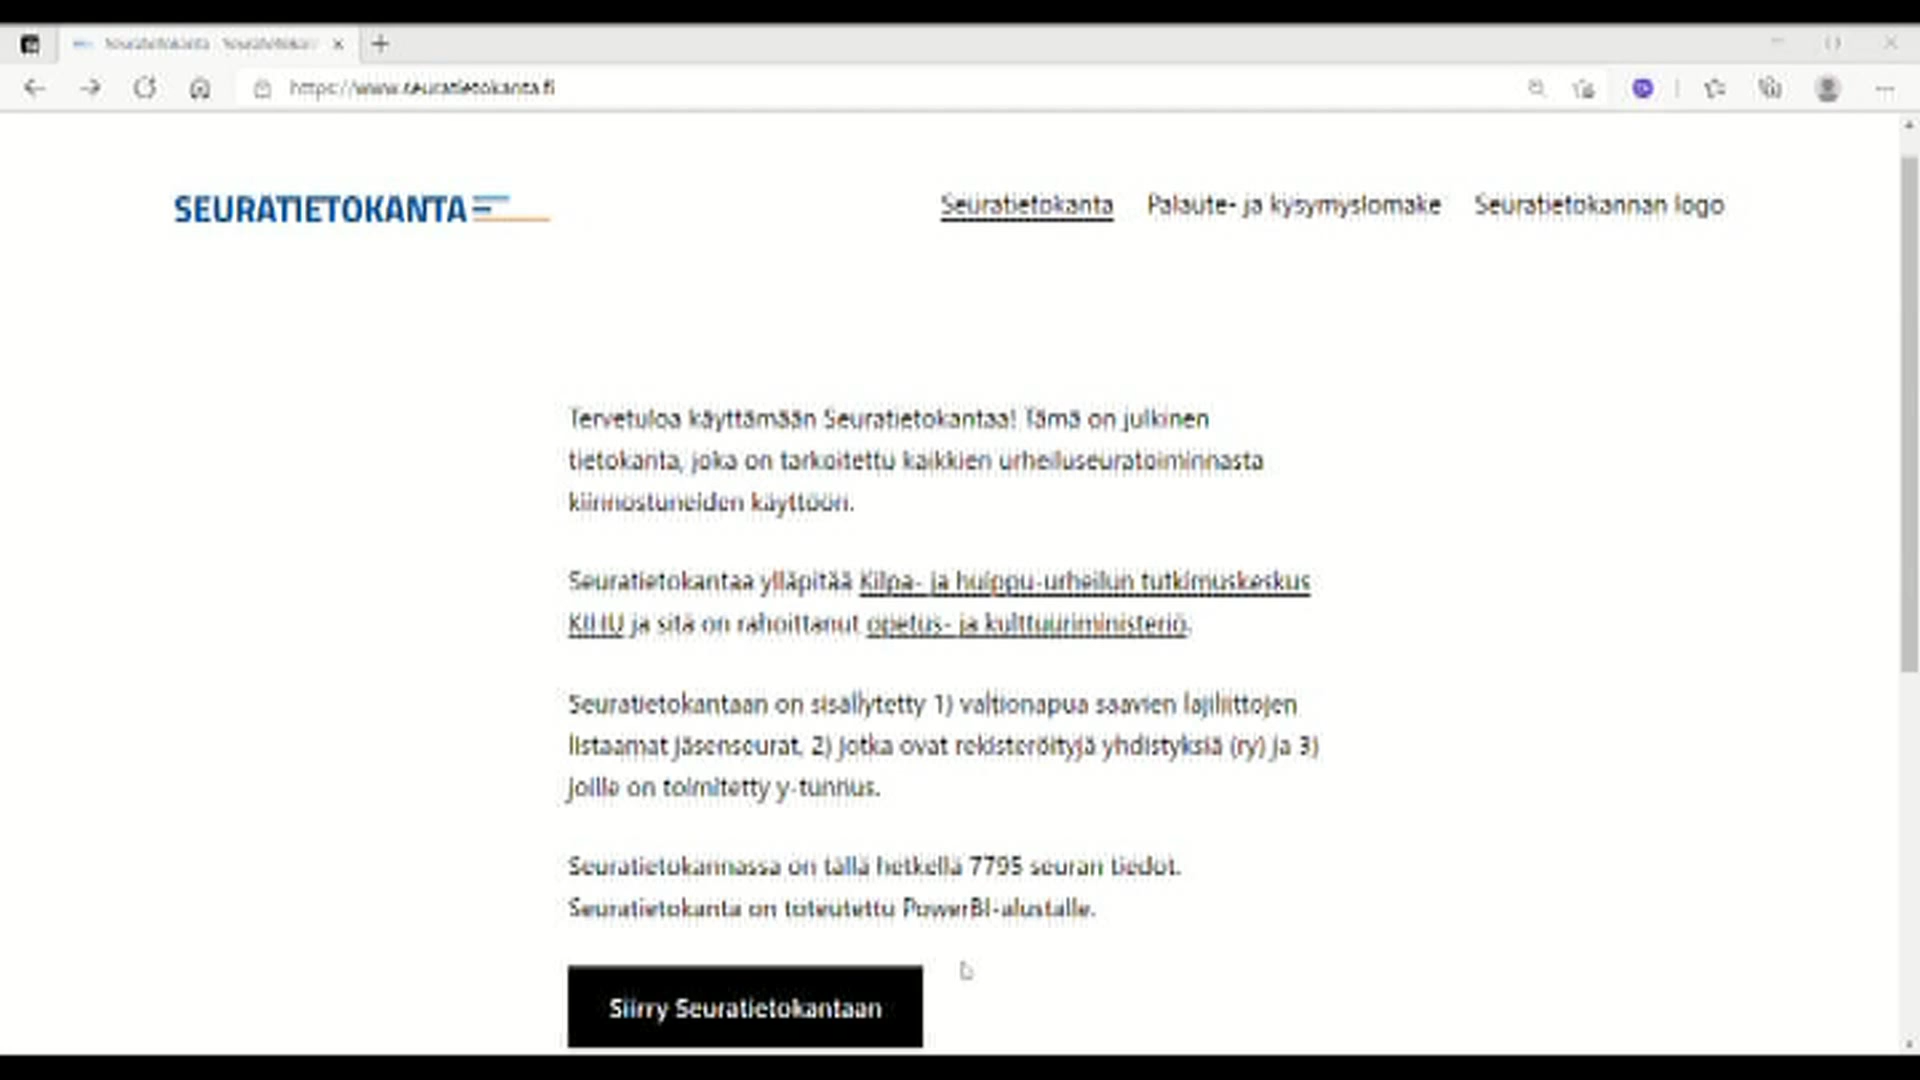 Seuratietokanta - Seuratietokan
https://www.seuratietokanta.fi
SEURATIETOKANTA
Seuratietokanta Palaute- ja kysymyslomake Seuratietokannan logo
Tervetuloa käyttämään Seuratietokantaa! Tämä on julkinen
tietokanta, joka on tarkoitettu kaikkien urheiluseuratoiminnasta
kiinnostuneiden käyttöön.
Seuratietokantaa ylläpitää Kilpa- ja huippu-urheilun tutkimuskeskus
KIHU ja sitä on rahoittanut opetus- ja kulttuuriministeriö.
Seuratietokantaan on sisällytetty 1) valtionapua saavien lajiliittojen
listaamat jäsenseurat, 2) jotka ovat rekisteröityjä yhdistyksiä (ry) ja 3)
joille on toimitetty y-tunnus.
Seuratietokannassa on tällä hetkellä 7795 seuran tiedot.
Seuratietokanta on toteutettu PowerBI-alustalle.
Siirry Seuratietokantaan